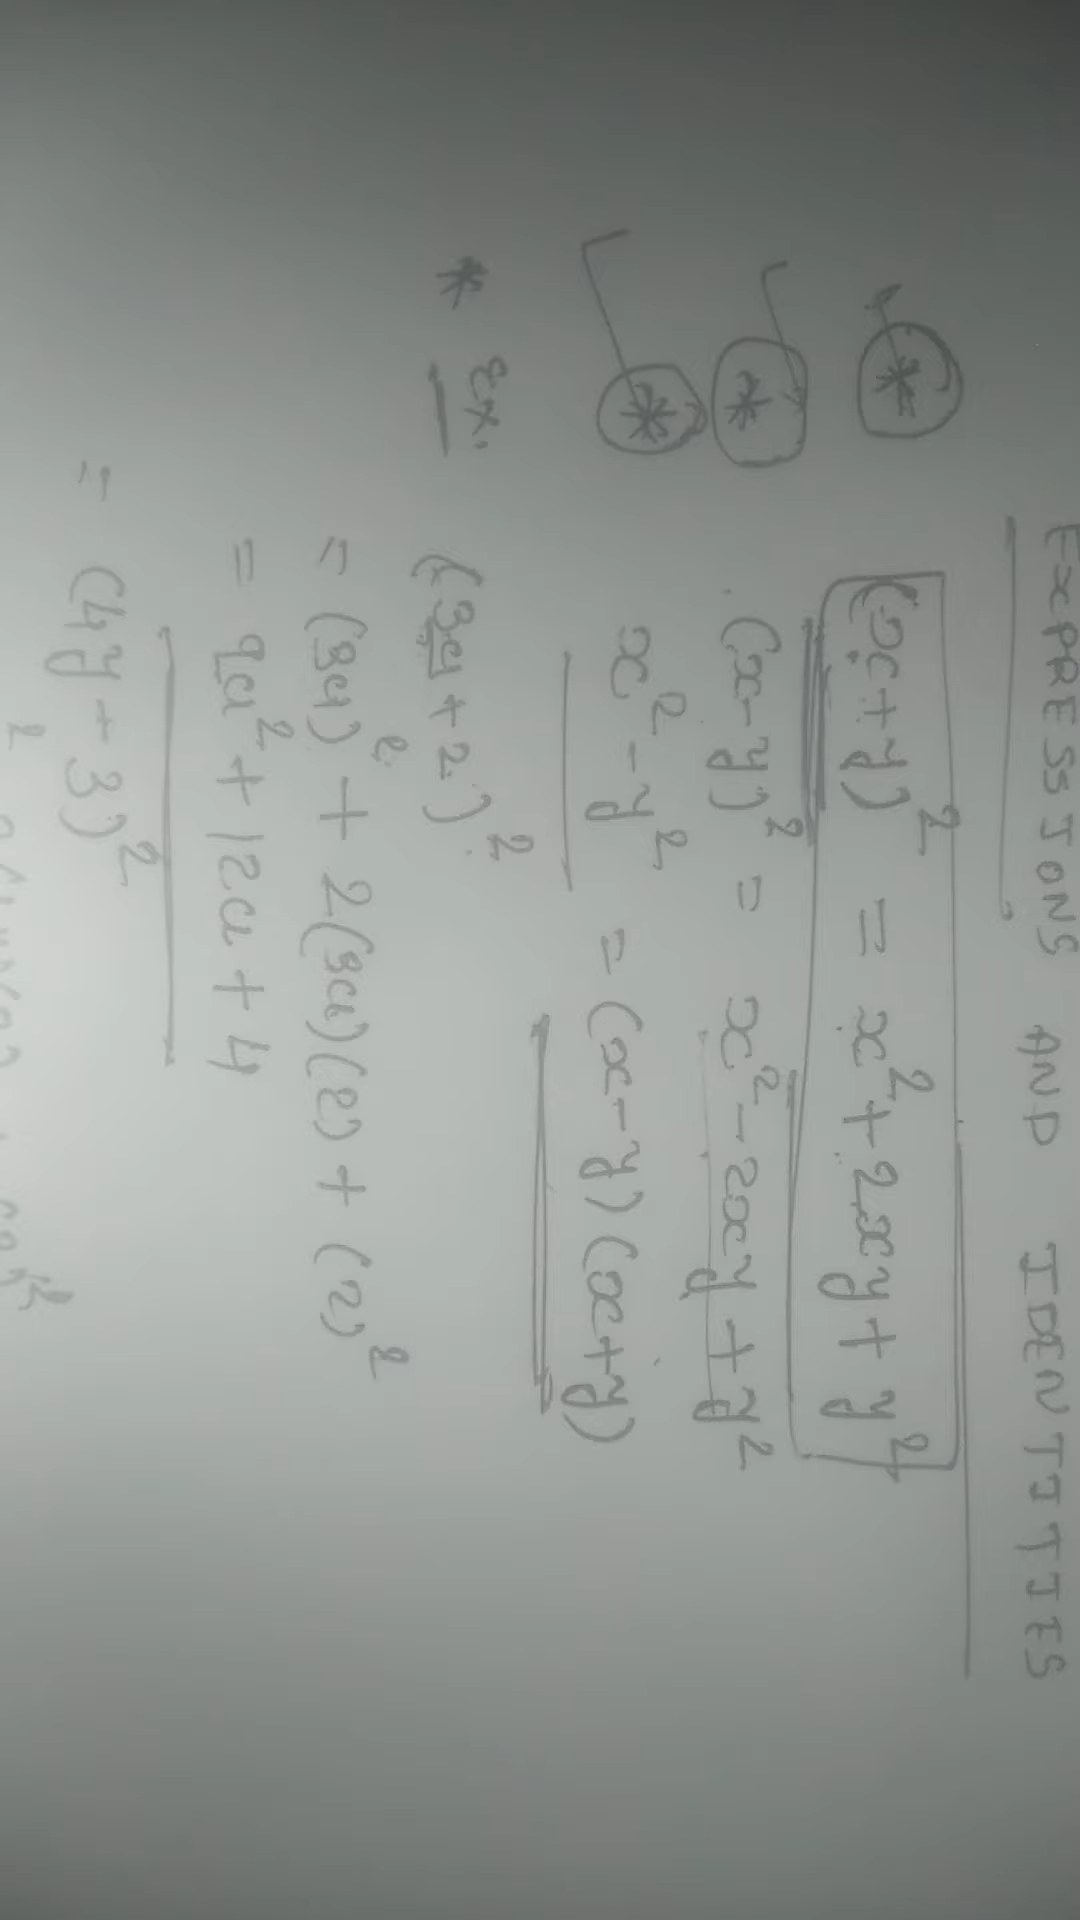 EXPRESSIONS AND IDENTITIES
* (x+y)² = x² + 2xy + y²
* (x-y)² = x² - 2xy + y²
* x² - y² = (x-y)(x+y)
* Ex. (3a + 2)²
= (3a)² + 2(3a)(2) + (2)²
= 9a² + 12a + 4
= (4y + 3)²